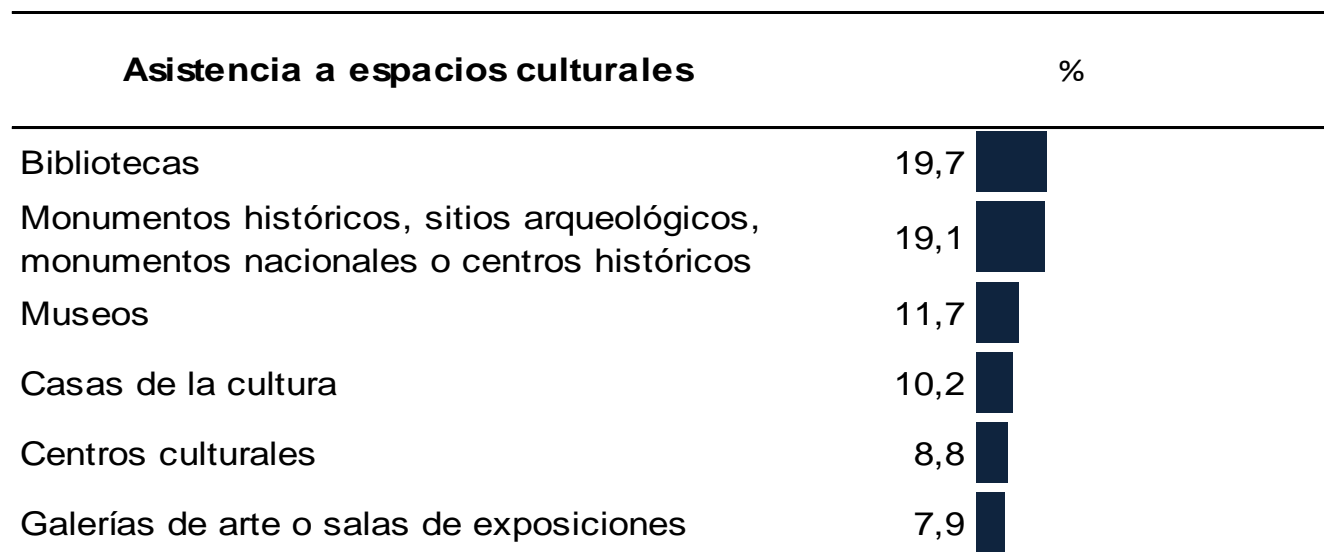 Asistencia a espacios culturales %
Bibliotecas 19,7
Monumentos históricos, sitios arqueológicos,
monumentos nacionales o centros históricos 19,1
Museos 11,7
Casas de la cultura 10,2
Centros culturales 8,8
Galerías de arte o salas de exposiciones 7,9